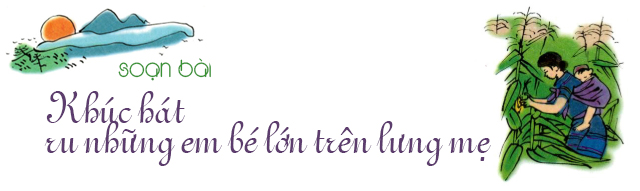 soạn bài
Khúc hát
ru những em bé lớn trên lưng mẹ